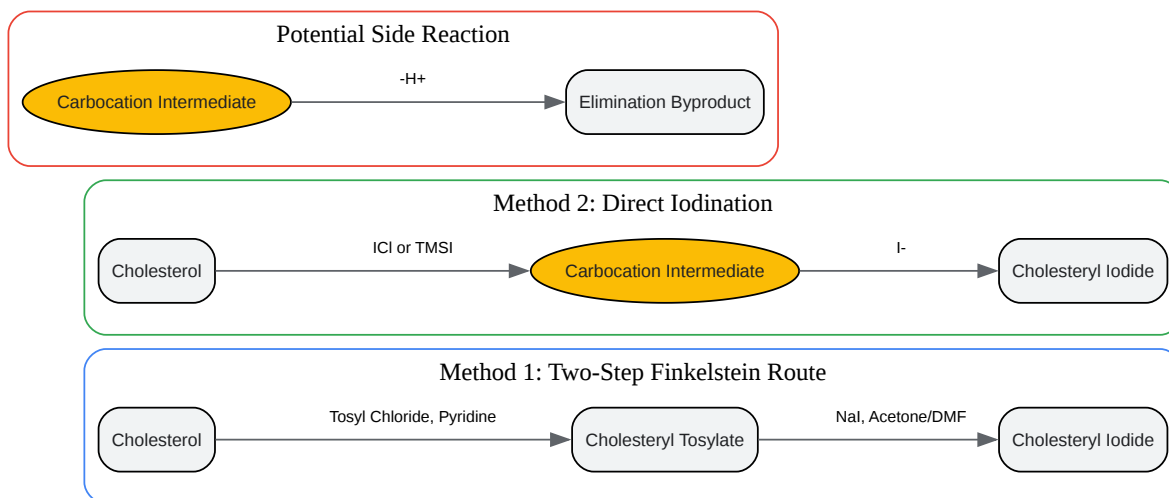 Potential Side Reaction
Carbocation Intermediate
-H+
Elimination Byproduct
Method 2: Direct Iodination
Cholesterol
ICl or TMSI
Carbocation Intermediate
I-
Cholesteryl Iodide
Method 1: Two-Step Finkelstein Route
Cholesterol
Tosyl Chloride, Pyridine
Cholesteryl Tosylate
NaI, Acetone/DMF
Cholesteryl Iodide